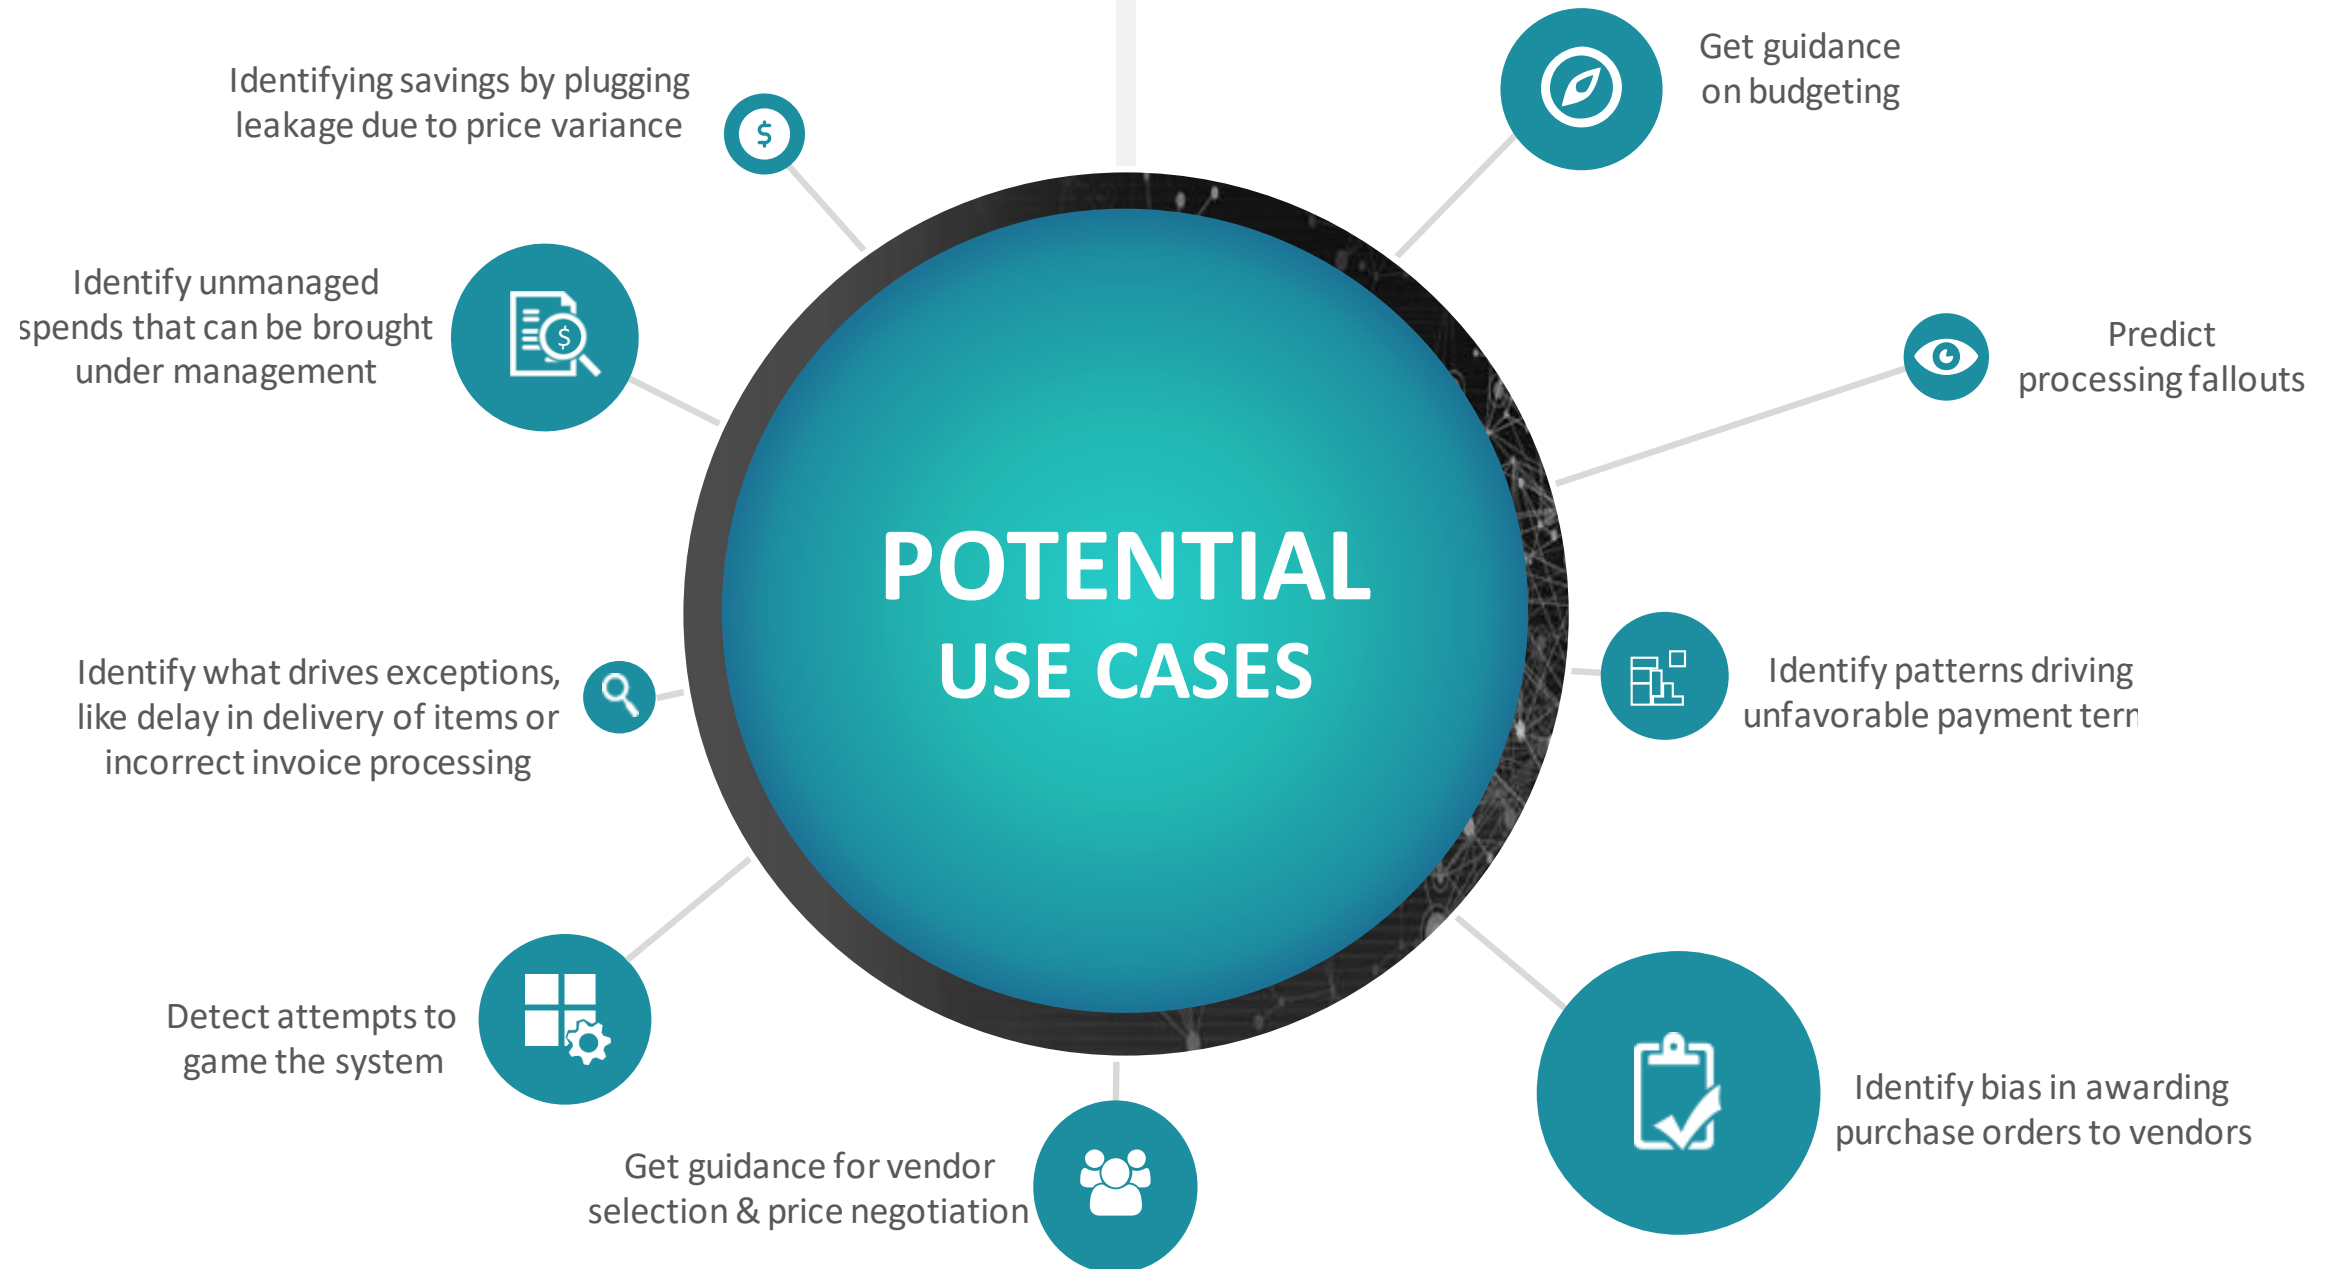 Identifying savings by plugging
leakage due to price variance
Get guidance
on budgeting
Identify unmanaged
spends that can be brought
under management
Predict
processing fallouts
POTENTIAL
USE CASES
Identify what drives exceptions,
like delay in delivery of items or
incorrect invoice processing
Identify patterns driving
unfavorable payment
Detect attempts to
game the system
Identify bias in awarding
purchase orders to vendors
Get guidance for vendor
selection & price negotiation